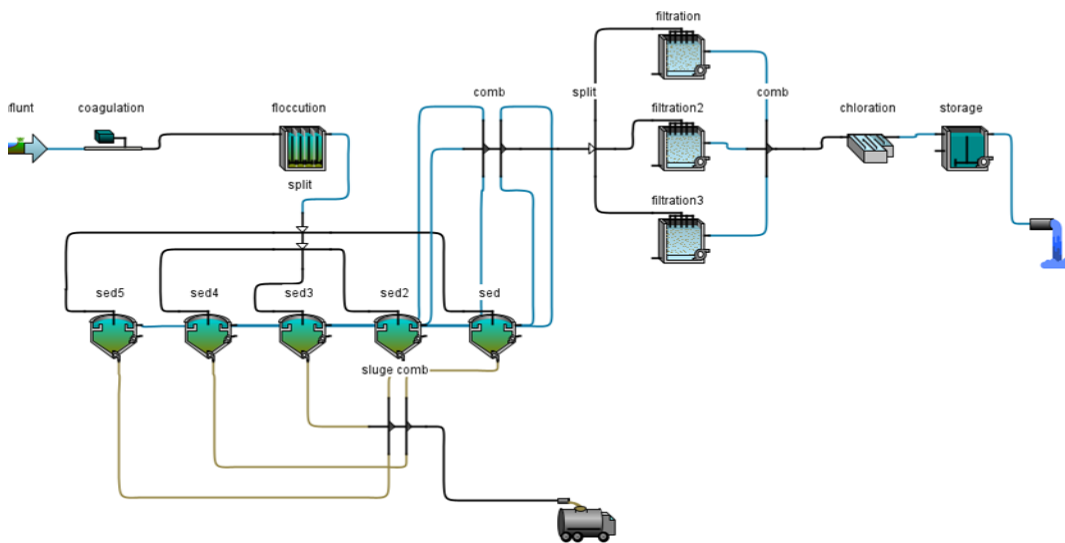 filtration
comb
split
filtration2
comb
flunt
coagulation
floccution
chloration
storage
split
filtration3
sed5
sed4
sed3
sed2
sed
sluge comb